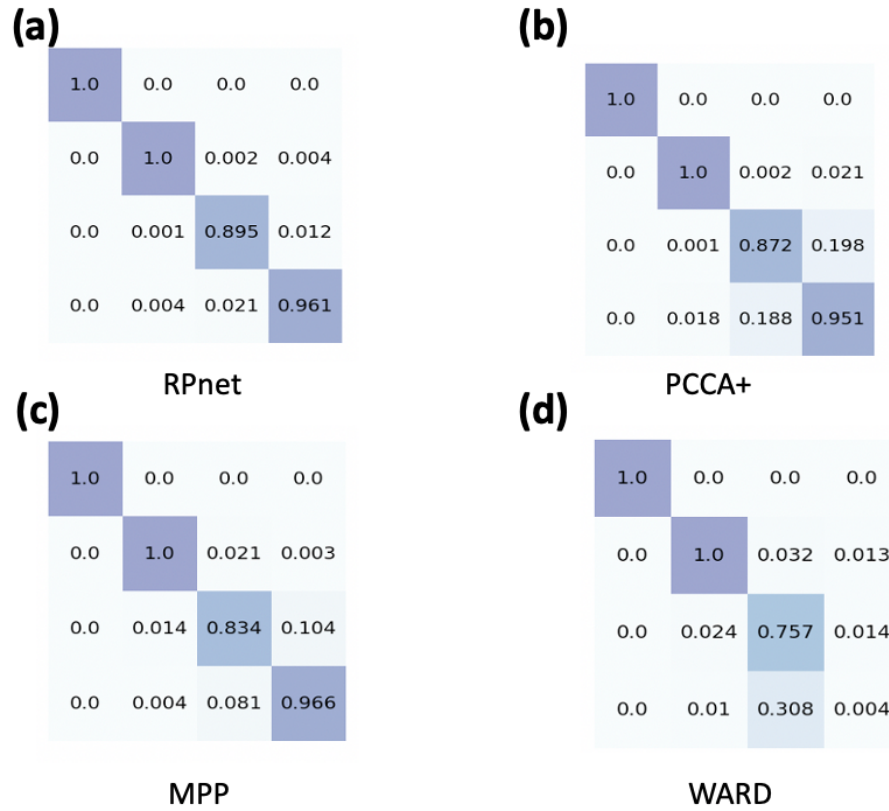 (a)
1.0 0.0 0.0 0.0
0.0 1.0 0.002 0.004
0.0 0.001 0.895 0.012
0.0 0.004 0.021 0.961
RPnet
(b)
1.0 0.0 0.0 0.0
0.0 1.0 0.002 0.021
0.0 0.001 0.872 0.198
0.0 0.018 0.188 0.951
PCCA+
(c)
1.0 0.0 0.0 0.0
0.0 1.0 0.021 0.003
0.0 0.014 0.834 0.104
0.0 0.004 0.081 0.966
MPP
(d)
1.0 0.0 0.0 0.0
0.0 1.0 0.032 0.013
0.0 0.024 0.757 0.014
0.0 0.01 0.308 0.004
WARD